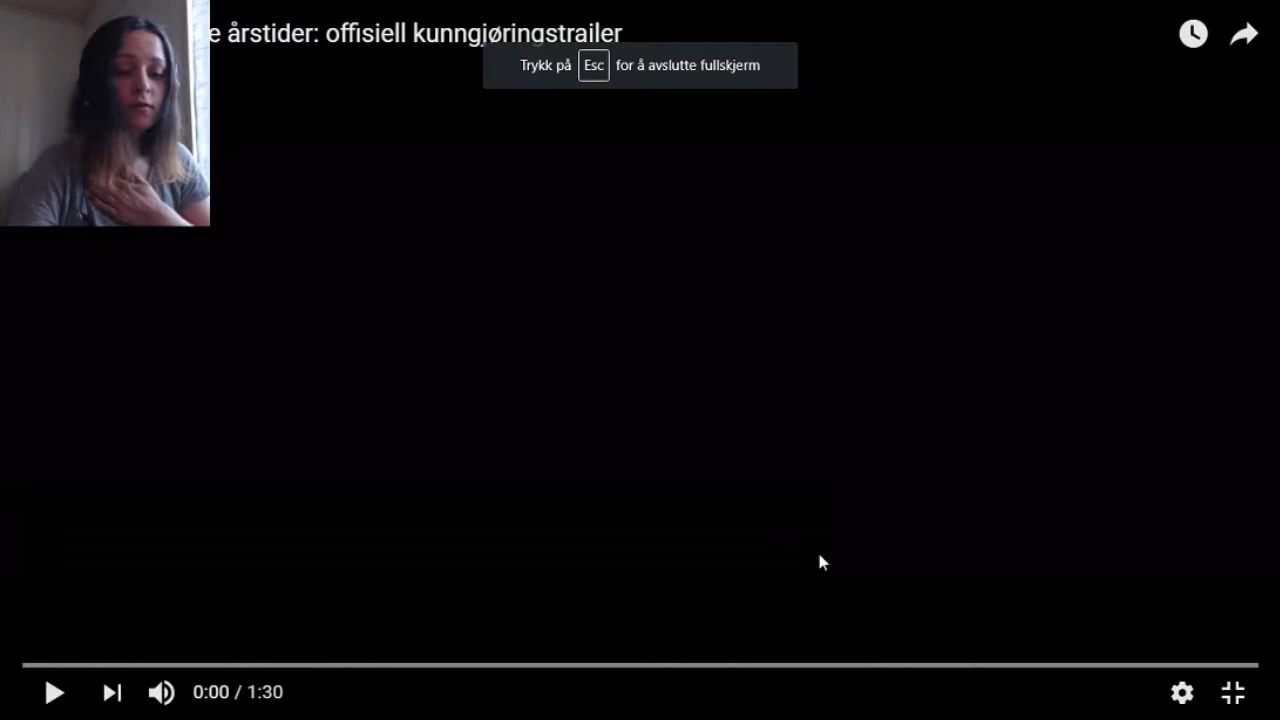 e årstider: offisiell kunngjøringstrailer
Trykk på Esc for å avslutte fullskjerm
0:00 / 1:30